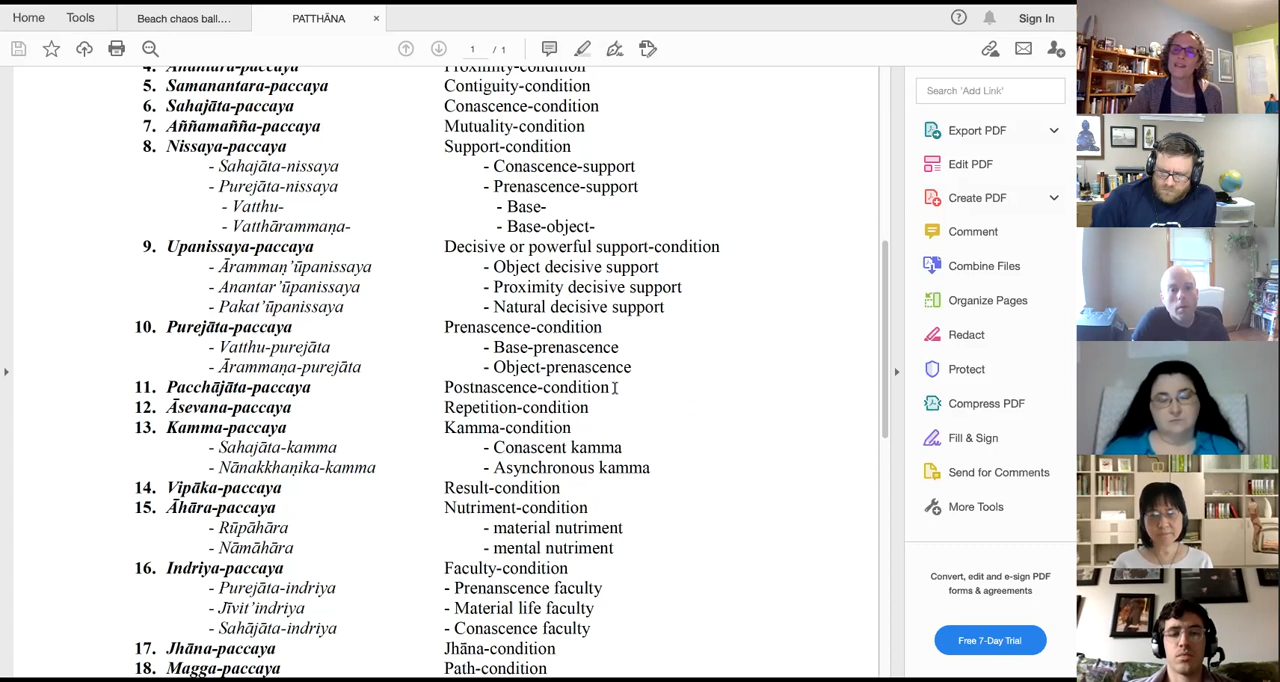 Home Tools Beach chaos ball.... PATTHĀNA × Sign In
1 / 1
4. Anantara-paccaya Proximity-condition
5. Samanantara-paccaya Contiguity-condition
6. Sahajāta-paccaya Conascence-condition
7. Aññamañña-paccaya Mutuality-condition
8. Nissaya-paccaya Support-condition
- Sahajāta-nissaya - Conascence-support
- Purejāta-nissaya - Prenascence-support
- Vatthu- - Base-
- Vatthārammaṇa- - Base-object-
9. Upanissaya-paccaya Decisive or powerful support-condition
- Ārammaṇ’ūpanissaya - Object decisive support
- Anantar’ūpanissaya - Proximity decisive support
- Pakat’ūpanissaya - Natural decisive support
10. Purejāta-paccaya Prenascence-condition
- Vatthu-purejāta - Base-prenascence
- Ārammaṇa-purejāta - Object-prenascence
11. Pacchājāta-paccaya Postnascence-condition
12. Āsevana-paccaya Repetition-condition
13. Kamma-paccaya Kamma-condition
- Sahajāta-kamma - Conascent kamma
- Nānakkhaṇika-kamma - Asynchronous kamma
14. Vipāka-paccaya Result-condition
15. Āhāra-paccaya Nutriment-condition
- Rūpāhāra - material nutriment
- Nāmāhāra - mental nutriment
16. Indriya-paccaya Faculty-condition
- Purejāta-indriya - Prenanscence faculty
- Jīvit’indriya - Material life faculty
- Sahājāta-indriya - Conascence faculty
17. Jhāna-paccaya Jhāna-condition
18. Magga-paccaya Path-condition
Search 'Add Link'
Export PDF
Edit PDF
Create PDF
Comment
Combine Files
Organize Pages
Redact
Protect
Compress PDF
Fill & Sign
Send for Comments
More Tools
Convert, edit and e-sign PDF
forms & agreements
Free 7-Day Trial